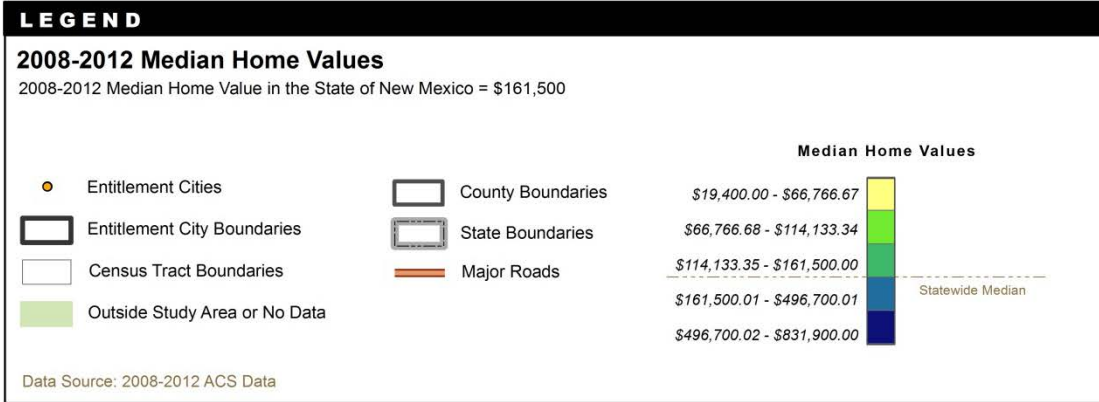 LEGEND
2008-2012 Median Home Values
2008-2012 Median Home Value in the State of New Mexico = $161,500
Entitlement Cities
Entitlement City Boundaries
Census Tract Boundaries
Outside Study Area or No Data
County Boundaries
State Boundaries
Major Roads
Median Home Values
$19,400.00 - $66,766.67
$66,766.68 - $114,133.34
$114,133.35 - $161,500.00
Statewide Median
$161,500.01 - $496,700.01
$496,700.02 - $831,900.00
Data Source: 2008-2012 ACS Data